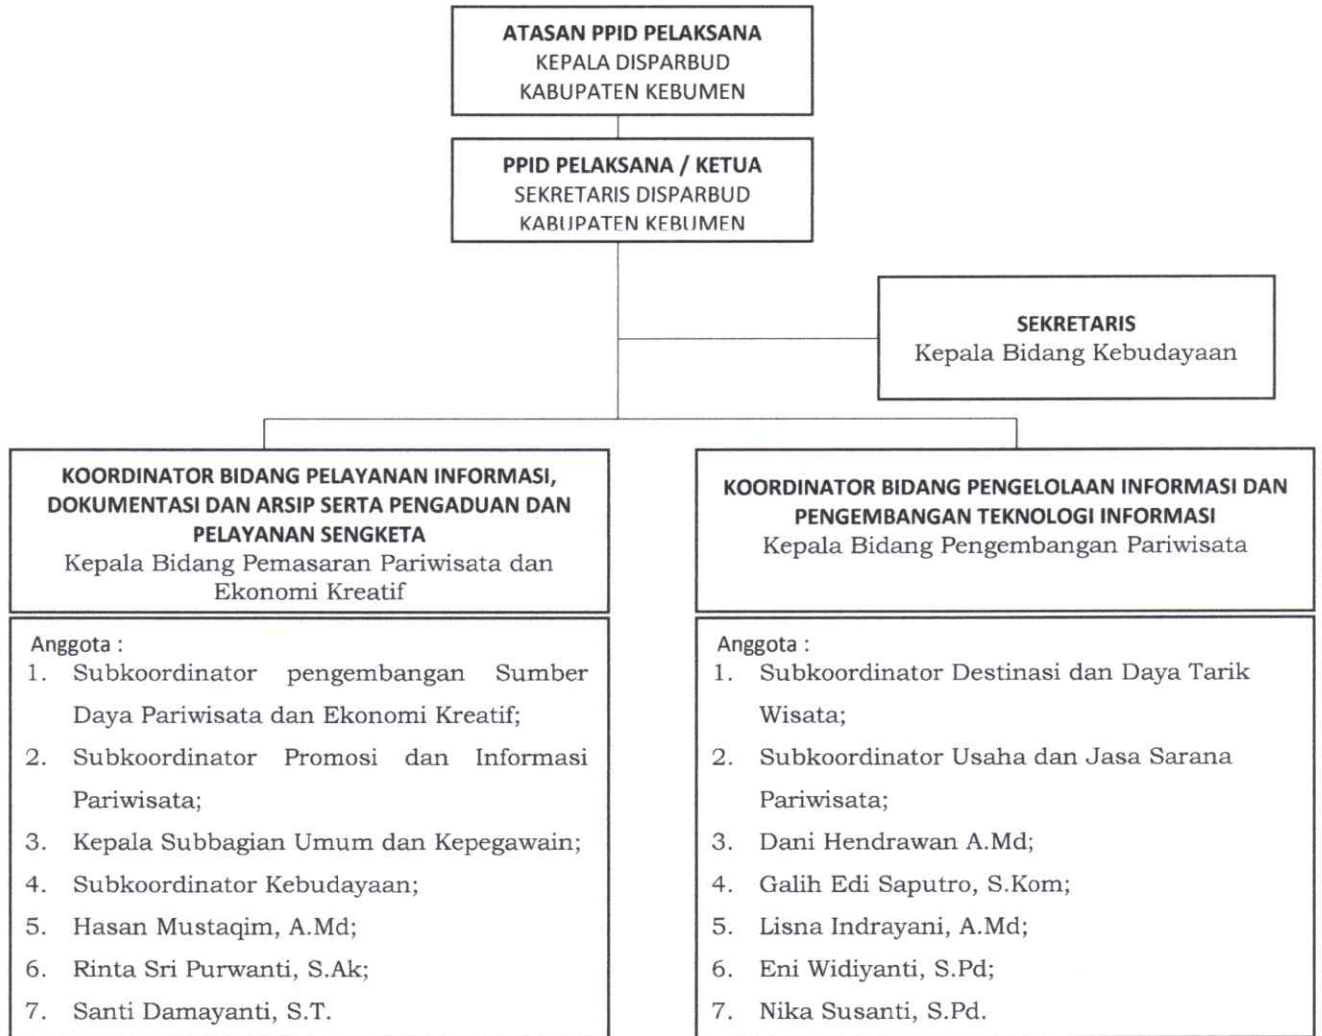 ATASAN PPID PELAKSANA
KEPALA DISPARBUD
KABUPATEN KEBUMEN
PPID PELAKSANA / KETUA
SEKRETARIS DISPARBUD
KABUPATEN KEBUMEN
SEKRETARIS
Kepala Bidang Kebudayaan
KOORDINATOR BIDANG PELAYANAN INFORMASI,
DOKUMENTASI DAN ARSIP SERTA PENGADUAN DAN
PELAYANAN SENGKETA
Kepala Bidang Pemasaran Pariwisata dan
Ekonomi Kreatif
Anggota :
1. Subkoordinator pengembangan Sumber
Daya Pariwisata dan Ekonomi Kreatif;
2. Subkoordinator Promosi dan Informasi
Pariwisata;
3. Kepala Subbagian Umum dan Kepegawain;
4. Subkoordinator Kebudayaan;
5. Hasan Mustaqim, A.Md;
6. Rinta Sri Purwanti, S.Ak;
7. Santi Damayanti, S.T.
KOORDINATOR BIDANG PENGELOLAAN INFORMASI DAN
PENGEMBANGAN TEKNOLOGI INFORMASI
Kepala Bidang Pengembangan Pariwisata
Anggota :
1. Subkoordinator Destinasi dan Daya Tarik
Wisata;
2. Subkoordinator Usaha dan Jasa Sarana
Pariwisata;
3. Dani Hendrawan A.Md;
4. Galih Edi Saputro, S.Kom;
5. Lisna Indrayani, A.Md;
6. Eni Widiyanti, S.Pd;
7. Nika Susanti, S.Pd.